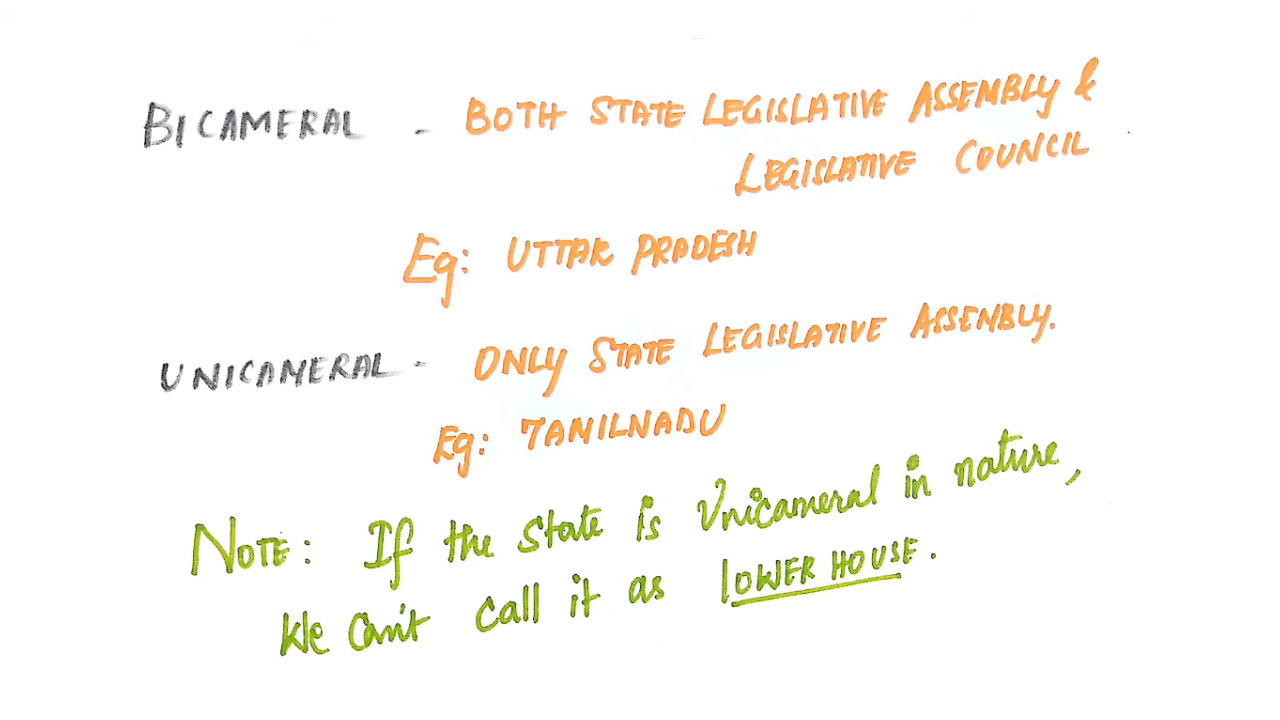 BICAMERAL - BOTH STATE LEGISLATIVE ASSEMBLY &
LEGISLATIVE COUNCIL
Eg: UTTAR PRADESH
UNICAMERAL - ONLY STATE LEGISLATIVE ASSEMBLY.
Eg: TAMILNADU
NOTE: If the state is Unicameral in nature,
We can't call it as LOWER HOUSE.